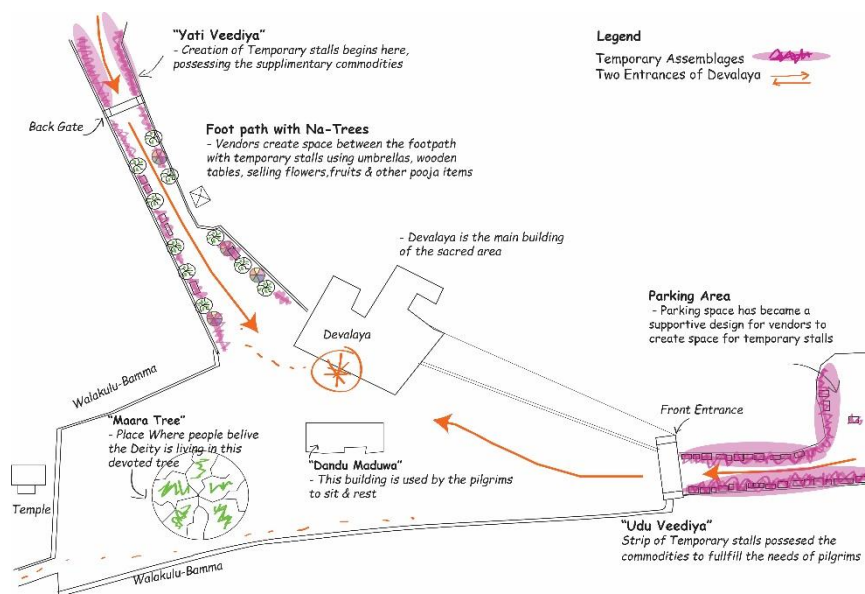 "Yati Veediya"
- Creation of Temporary stalls begins here,
possessing the supplimentary commodities
Legend
Temporary Assemblages
Two Entrances of Devalaya
Back Gate
Foot path with Na-Trees
- Vendors create space between the footpath
with temporary stalls using umbrellas, wooden
tables, selling flowers,fruits & other pooja items
- Devalaya is the main building
of the sacred area
Parking Area
- Parking space has become a
supportive design for vendors to
create space for temporary stalls
Devalaya
Walakulu-Bamma
Front Entrance
"Maara Tree"
- Place Where people belive
the Deity is living in this
devoted tree
"Dandu Maduwa"
- This building is used by the pilgrims
to sit & rest
Temple
"Udu Veediya"
Strip of Temporary stalls possesed the
commodities to fullfill the needs of pilgrims
Walakulu-Bamma